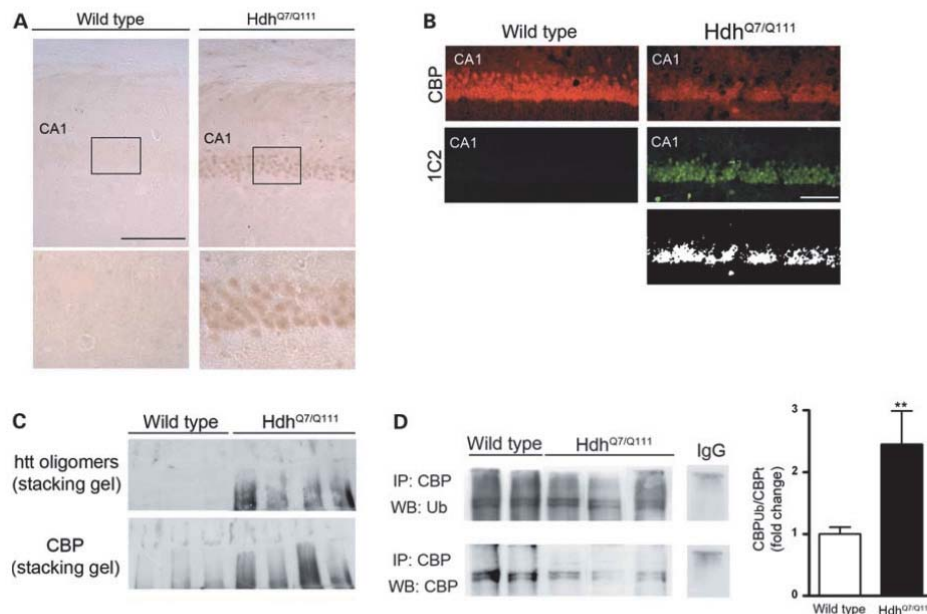 A
Wild type
Hdh^Q7/Q111
CA1
B
Wild type
Hdh^Q7/Q111
CBP
CA1
CA1
1C2
CA1
CA1
C
Wild type
Hdh^Q7/Q111
htt oligomers
(stacking gel)
CBP
(stacking gel)
D
Wild type
Hdh^Q7/Q111
IgG
IP: CBP
WB: Ub
IP: CBP
WB: CBP
CBPUb/CBPt
(fold change)
3
2
1
0
**
Wild type
Hdh^Q7/Q111